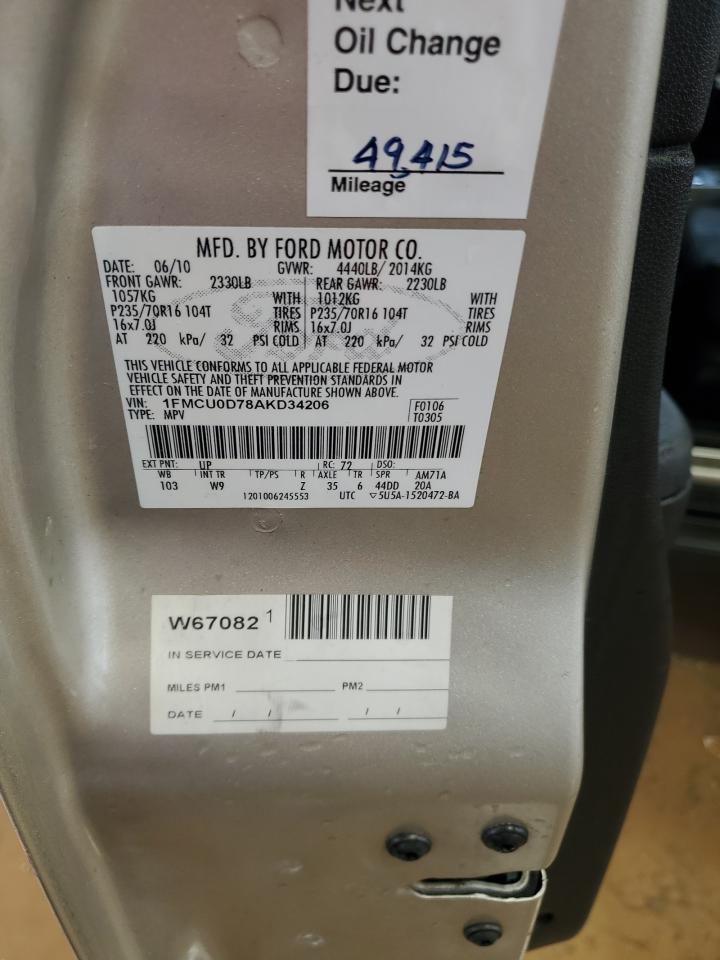 Next
Oil Change
Due:
49,415
Mileage
MFD. BY FORD MOTOR CO.
DATE: 06/10 GVWR: 4440LB/ 2014KG
FRONT GAWR: 2330LB REAR GAWR: 2230LB
1057KG WITH 1012KG WITH
P235/70R16 104T TIRES P235/70R16 104T TIRES
16x7.0J RIMS 16x7.0J RIMS
AT 220 kPa/ 32 PSI COLD AT 220 kPa/ 32 PSI COLD
THIS VEHICLE CONFORMS TO ALL APPLICABLE FEDERAL MOTOR
VEHICLE SAFETY AND THEFT PREVENTION STANDARDS IN
EFFECT ON THE DATE OF MANUFACTURE SHOWN ABOVE.
VIN: 1FMCU0D78AKD34206 F0106
TYPE: MPV T0305
EXT PNT: UP RC: 72 DSO:
WB INT TR TP/PS R AXLE TR SPR AM71A
103 W9 Z 35 6 44DD 20A
1201006245553 UTC ▽5U5A-1520472-BA
W67082 1
IN SERVICE DATE
MILES PM1 PM2
DATE / / / /